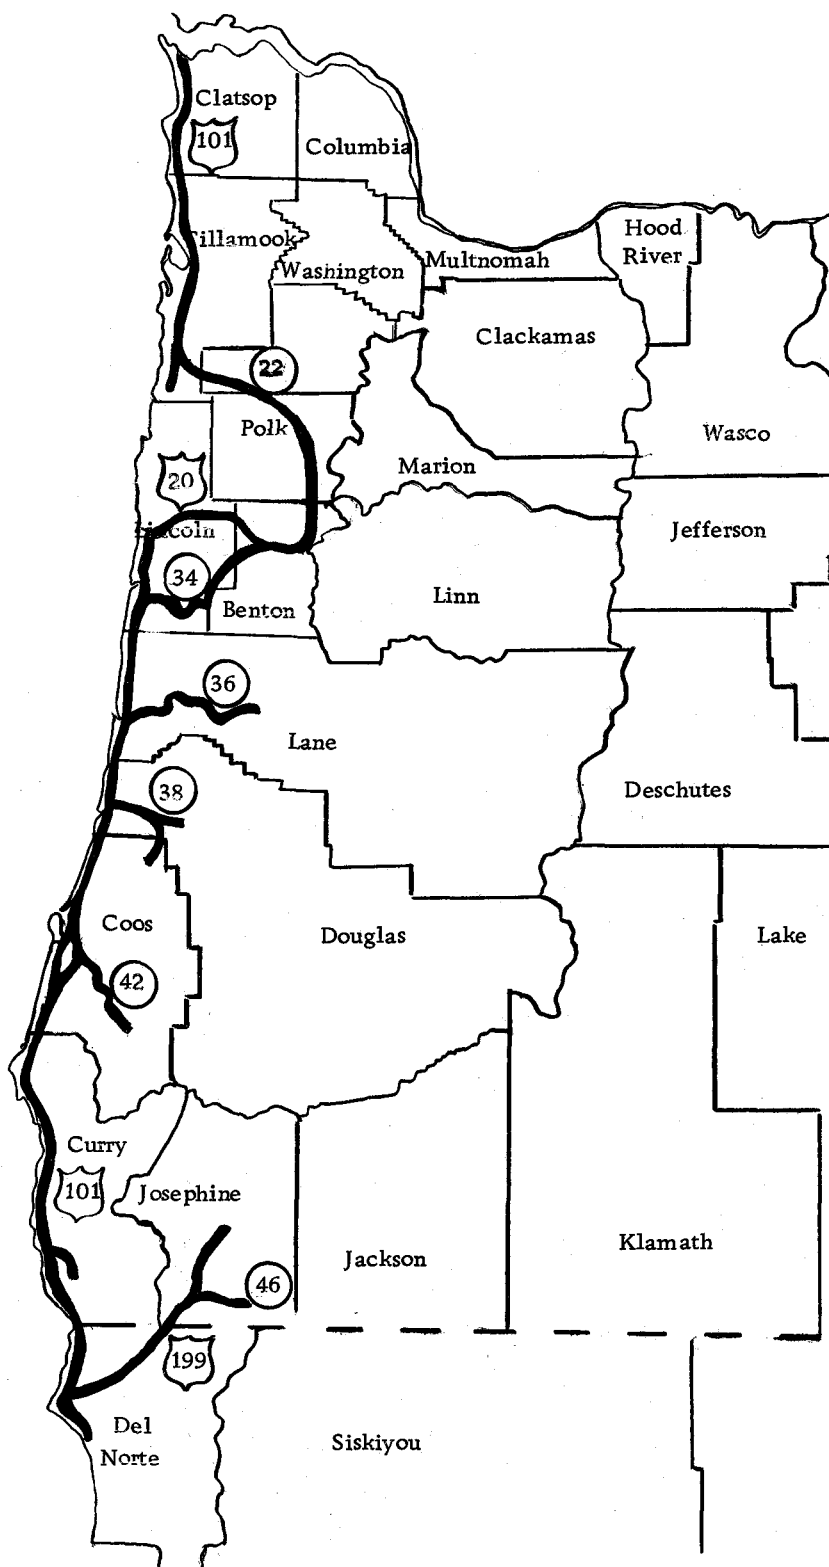 Clatsop
101
Columbia
Tillamook
Hood
River
Washington
Multnomah
Clackamas
22
Polk
Wasco
Marion
20
Lincoln
Jefferson
34
Benton
Linn
36
Lane
38
Deschutes
Coos
Douglas
Lake
42
Curry
101
Josephine
Klamath
Jackson
46
199
Del
Norte
Siskiyou